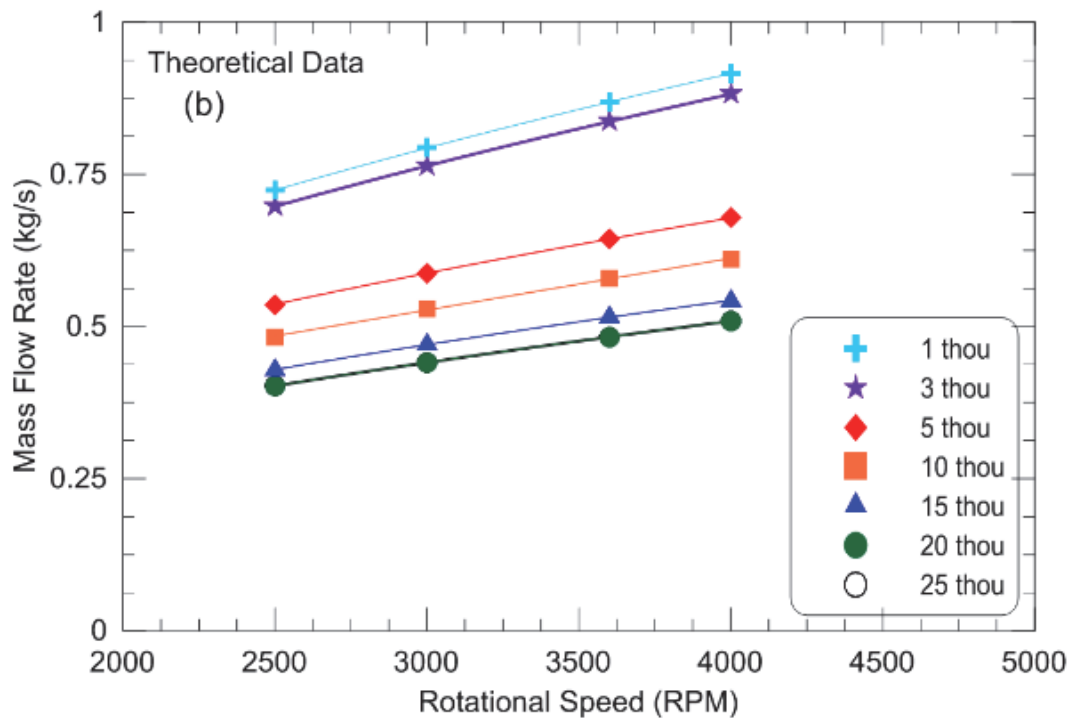 1
Theoretical Data
(b)
0.75
0.5
0.25
0
Mass Flow Rate (kg/s)
1 thou
3 thou
5 thou
10 thou
15 thou
20 thou
25 thou
2000 2500 3000 3500 4000 4500 5000
Rotational Speed (RPM)